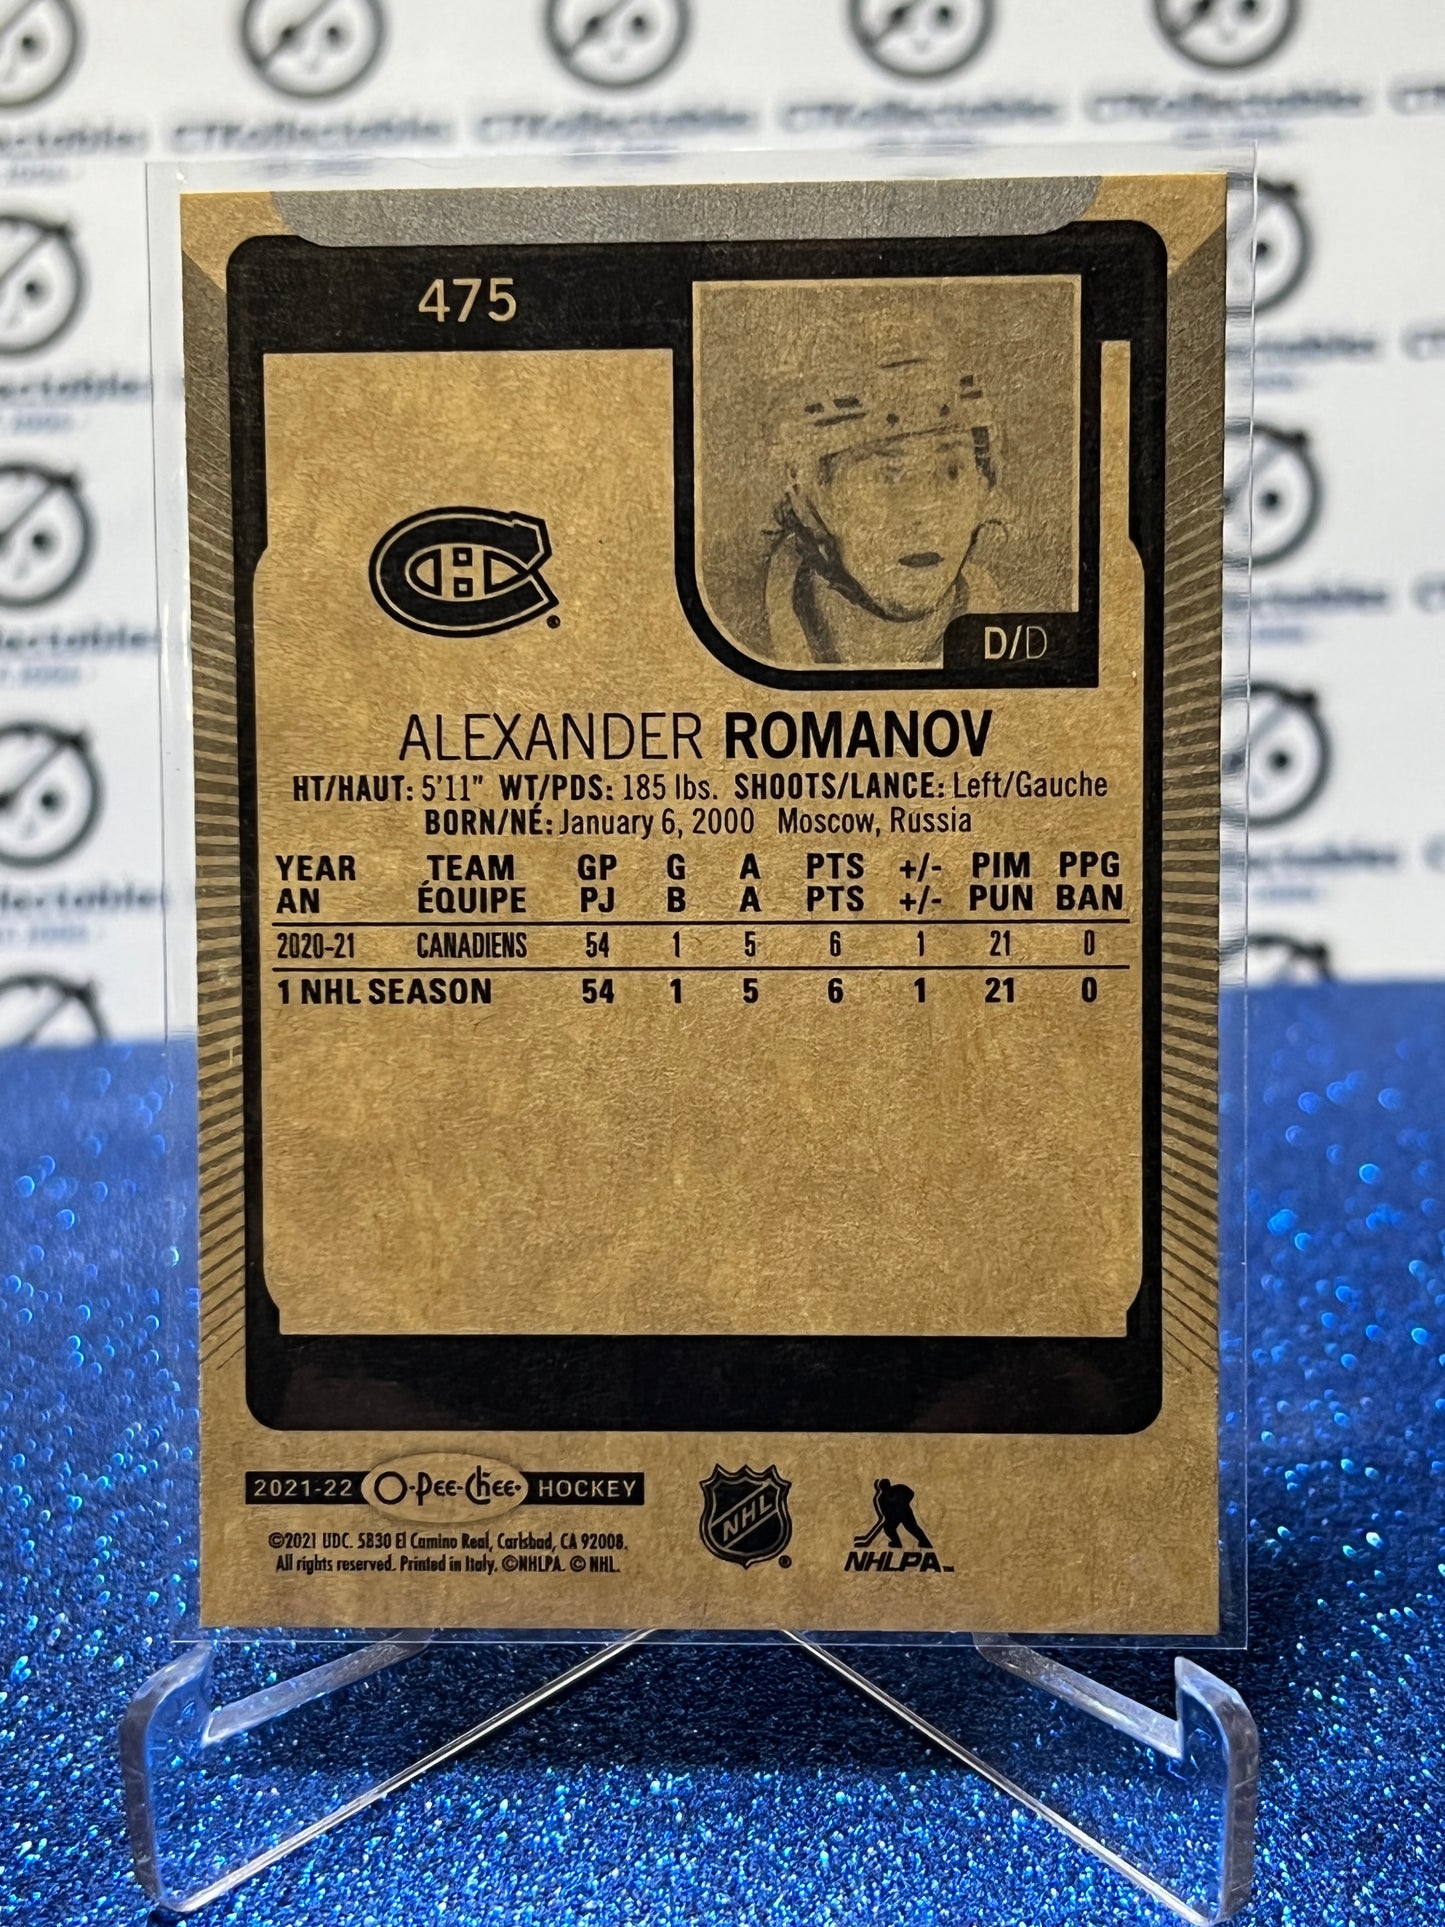 CTKollectables
475
D/D
ALEXANDER ROMANOV
HT/HAUT: 5'11" WT/PDS: 185 lbs. SHOOTS/LANCE: Left/Gauche
BORN/NÉ: January 6, 2000 Moscow, Russia
YEAR TEAM GP G A PTS +/- PIM PPG
AN ÉQUIPE PJ B A PTS +/- PUN BAN
2020-21 CANADIENS 54 1 5 6 1 21 0
1 NHL SEASON 54 1 5 6 1 21 0
2021-22 O-Pee-Chee HOCKEY
©2021 UDC. 5830 El Camino Real, Carlsbad, CA 92008.
All rights reserved. Printed in Italy. ©NHLPA. © NHL.
NHL ®
NHLPA™